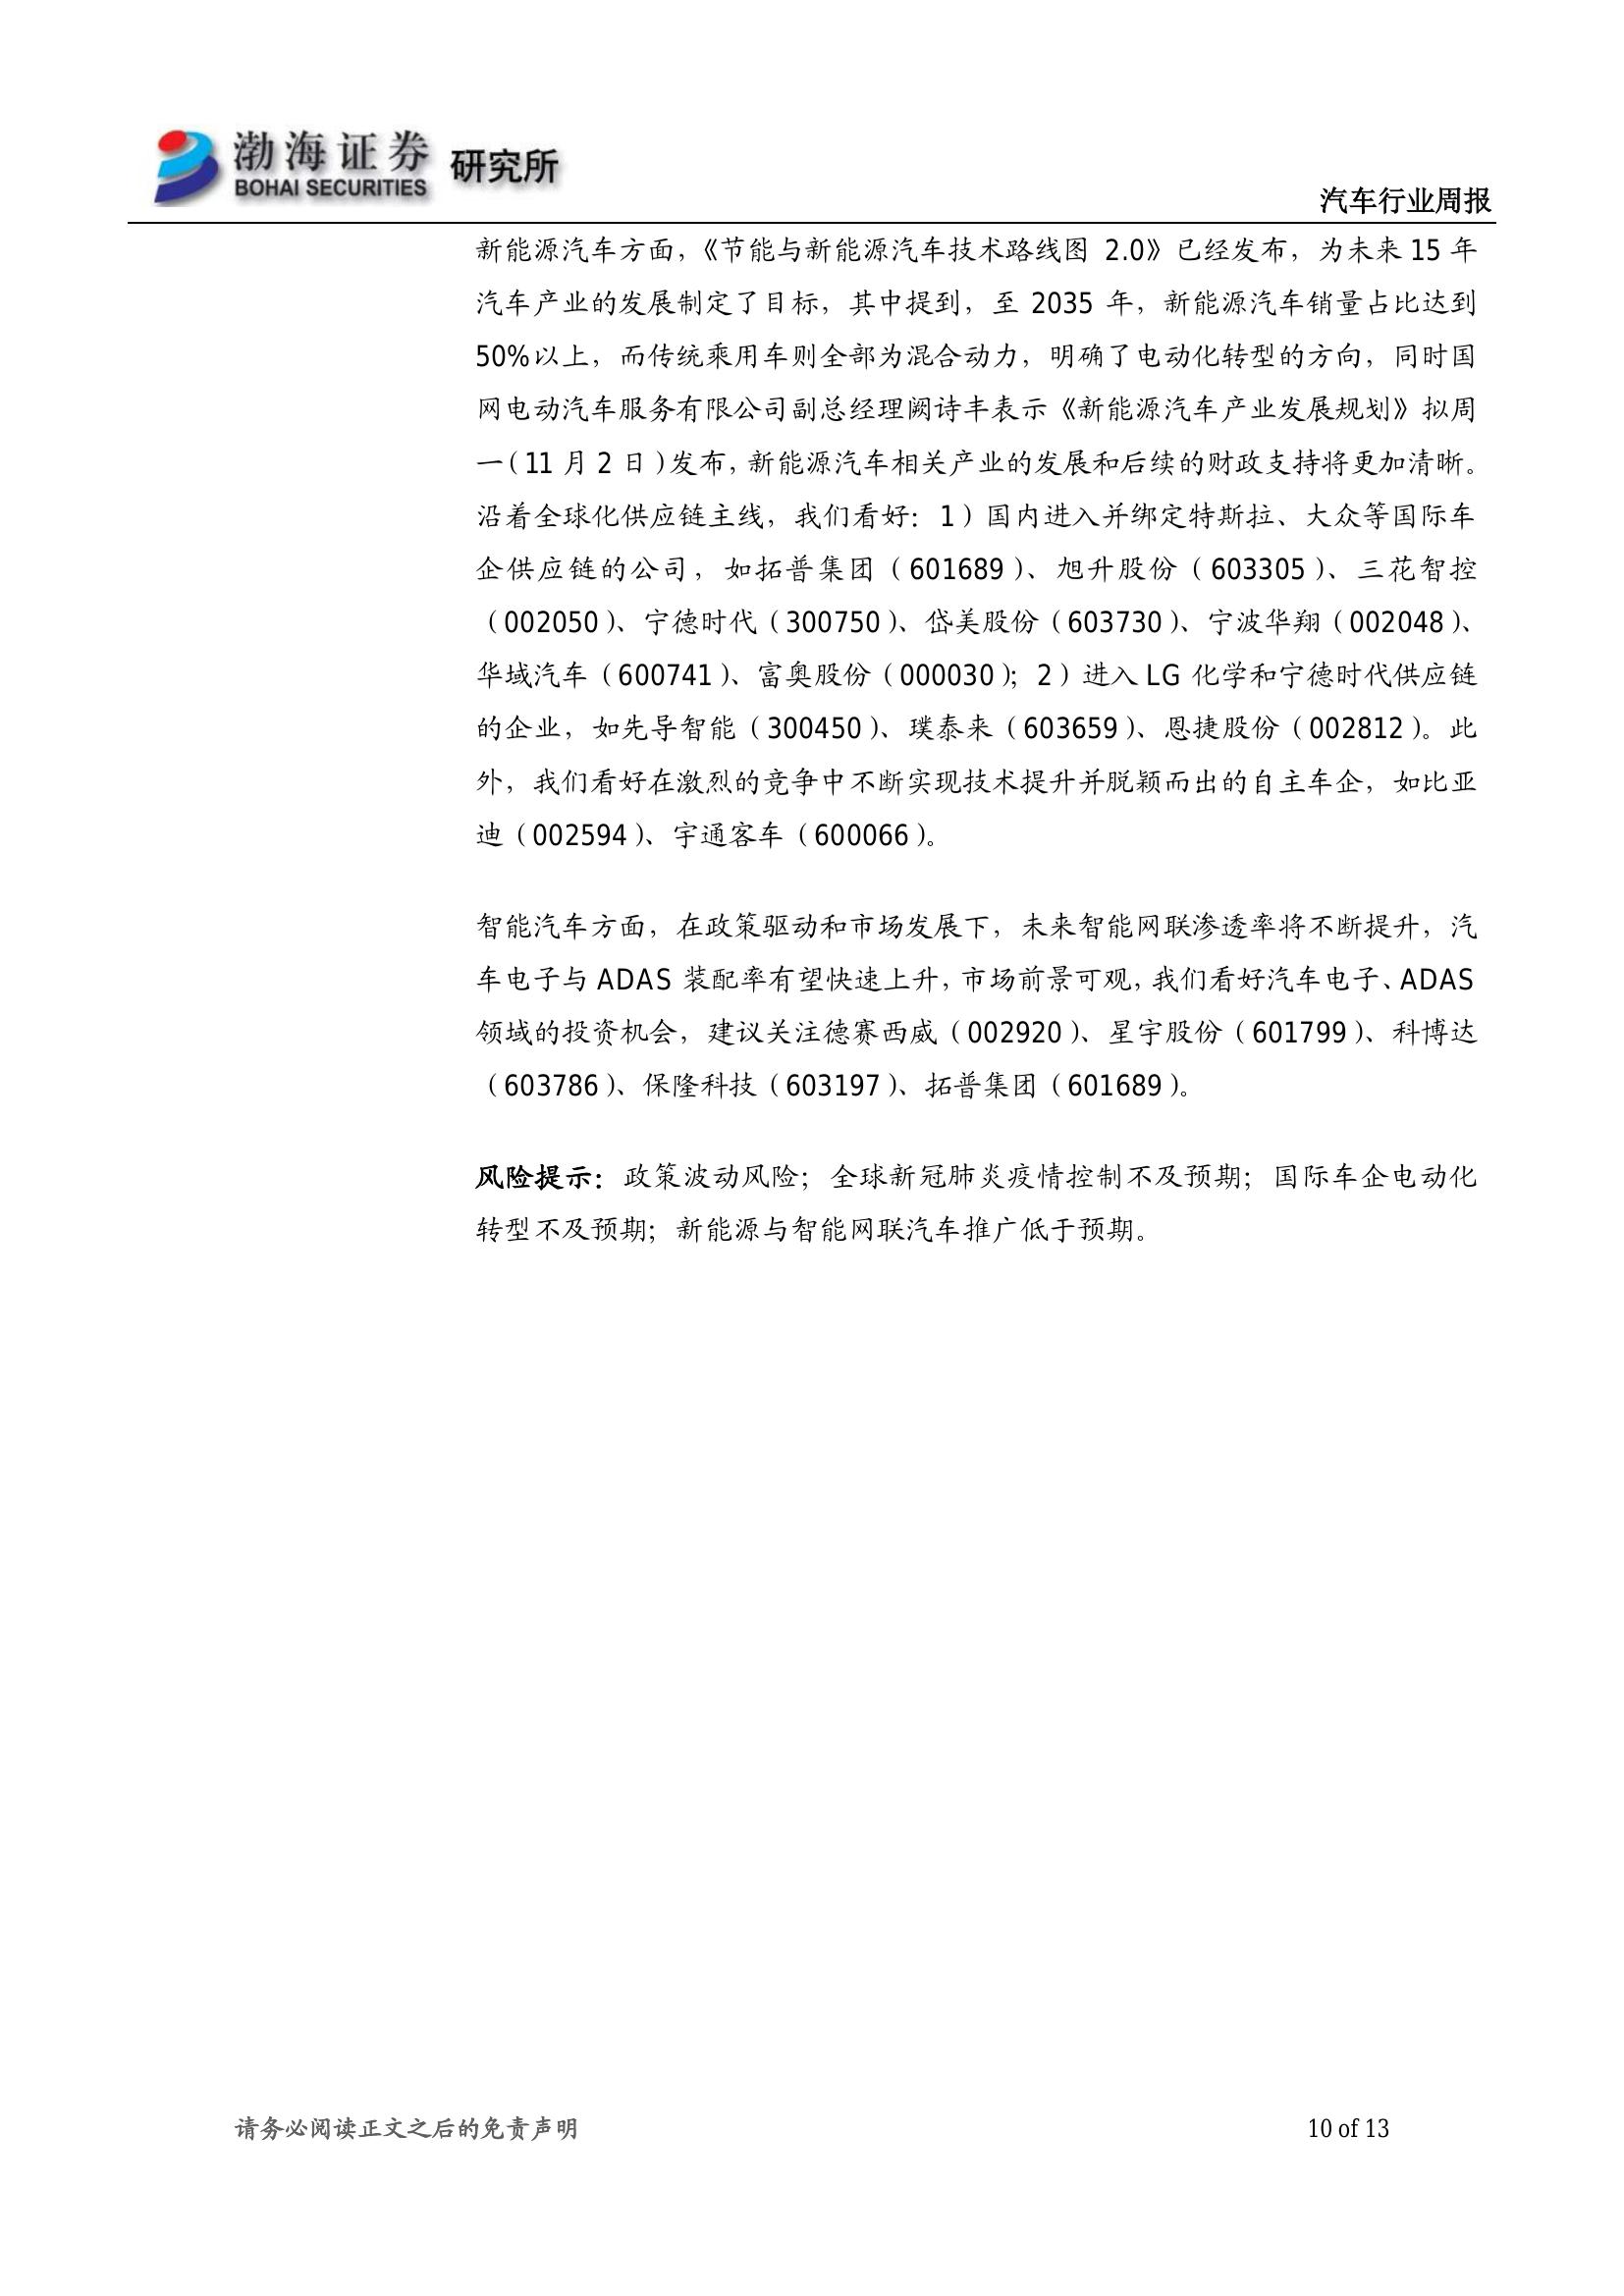 渤海证券 研究所
BOHAI SECURITIES
汽车行业周报
新能源汽车方面，《节能与新能源汽车技术路线图 2.0》已经发布，为未来 15 年
汽车产业的发展制定了目标，其中提到，至 2035 年，新能源汽车销量占比达到
50%以上，而传统乘用车则全部为混合动力，明确了电动化转型的方向，同时国
网电动汽车服务有限公司副总经理阙诗丰表示《新能源汽车产业发展规划》拟周
一（11 月 2 日）发布，新能源汽车相关产业的发展和后续的财政支持将更加清晰。
沿着全球化供应链主线，我们看好：1）国内进入并绑定特斯拉、大众等国际车
企供应链的公司，如拓普集团（601689）、旭升股份（603305）、三花智控
（002050）、宁德时代（300750）、岱美股份（603730）、宁波华翔（002048）、
华域汽车（600741）、富奥股份（000030）；2）进入 LG 化学和宁德时代供应链
的企业，如先导智能（300450）、璞泰来（603659）、恩捷股份（002812）。此
外，我们看好在激烈的竞争中不断实现技术提升并脱颖而出的自主车企，如比亚
迪（002594）、宇通客车（600066）。
智能汽车方面，在政策驱动和市场发展下，未来智能网联渗透率将不断提升，汽
车电子与 ADAS 装配率有望快速上升，市场前景可观，我们看好汽车电子、ADAS
领域的投资机会，建议关注德赛西威（002920）、星宇股份（601799）、科博达
（603786）、保隆科技（603197）、拓普集团（601689）。
风险提示：政策波动风险；全球新冠肺炎疫情控制不及预期；国际车企电动化
转型不及预期；新能源与智能网联汽车推广低于预期。
请务必阅读正文之后的免责声明
10 of 13